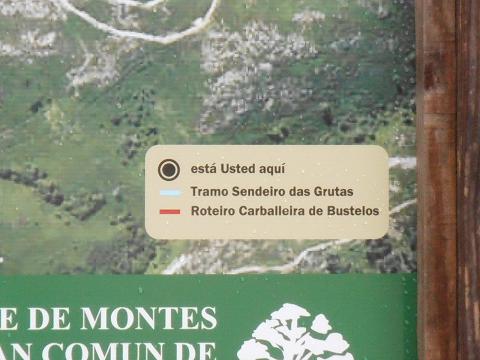 está Usted aquí
Tramo Sendeiro das Grutas
Roteiro Carballeira de Bustelos
E DE MONTES
AN COMUN DE